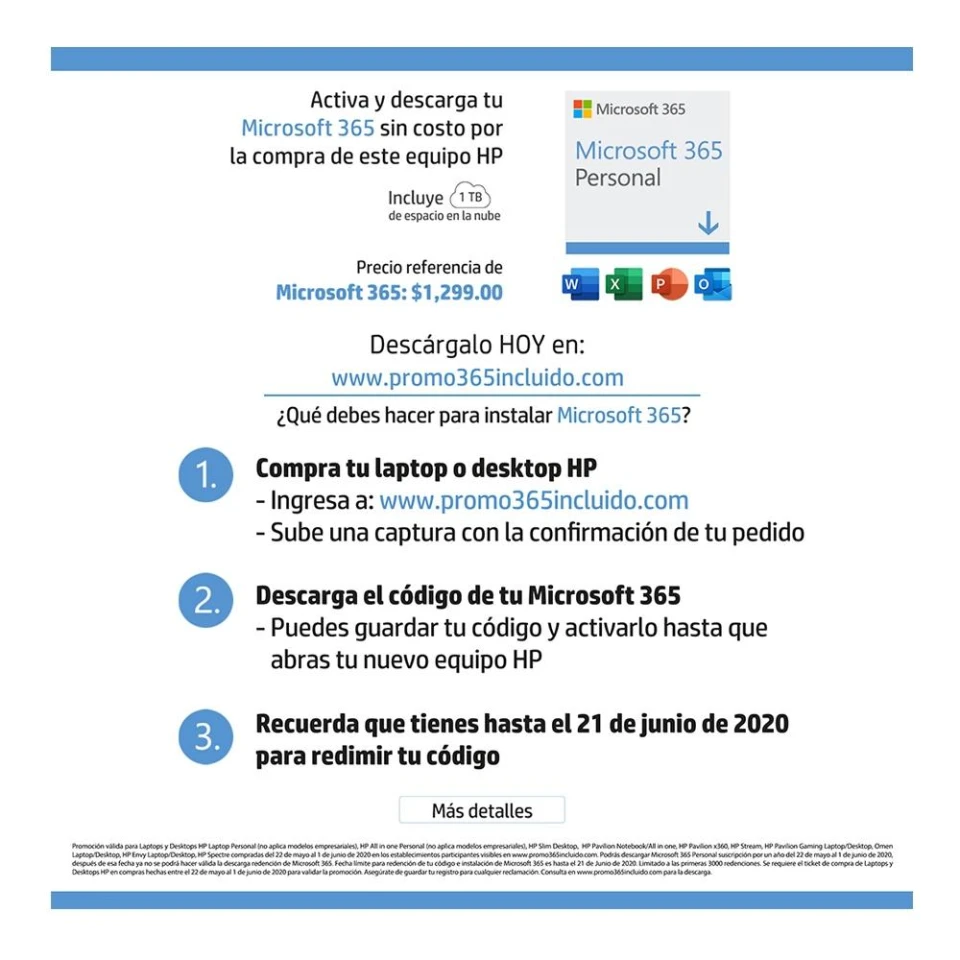 Activa y descarga tu
Microsoft 365 sin costo por
la compra de este equipo HP
Incluye 1 TB
de espacio en la nube
Precio referencia de
Microsoft 365: $1,299.00
Microsoft 365
Microsoft 365
Personal
W X P O
Descárgalo HOY en:
www.promo365incluido.com
¿Qué debes hacer para instalar Microsoft 365?
1. Compra tu laptop o desktop HP
- Ingresa a: www.promo365incluido.com
- Sube una captura con la confirmación de tu pedido
2. Descarga el código de tu Microsoft 365
- Puedes guardar tu código y activarlo hasta que
abras tu nuevo equipo HP
3. Recuerda que tienes hasta el 21 de junio de 2020
para redimir tu código
Más detalles
Promoción válida para Laptops y Desktops HP Laptop Personal (no aplica modelos empresariales), HP All in one Personal (no aplica modelos empresariales), HP Slim Desktop, HP Pavilion Notebook/All in one, HP Pavilion x360, HP Stream, HP Pavilion Gaming Laptop/Desktop, Omen
Laptop/Desktop, HP Envy Laptop/Desktop, HP Spectre compradas del 22 de mayo al 1 de junio de 2020 en los establecimientos participantes visibles en www.promo365incluido.com. Podrás descargar Microsoft 365 Personal suscripción por un año del 22 de mayo al 1 de junio de 2020,
después de esa fecha ya no se podrá hacer válida la descarga redención de Microsoft 365. Fecha límite para redención de código e instalación de Microsoft 365 es hasta el 21 de Junio de 2020. Limitado a las primeras 3000 redenciones. Se requiere el ticket de compra de Laptops y
Desktops HP en compras hechas entre el 22 de mayo al 1 de junio de 2020 para validar la promoción. Asegúrate de guardar tu registro para cualquier reclamación. Consulta en www.promo365incluido.com para la descarga.